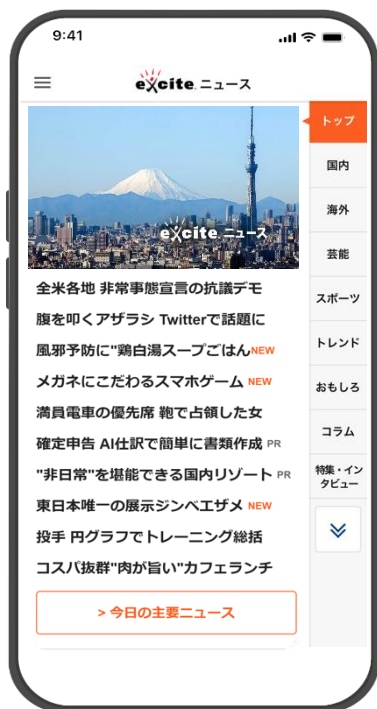 9:41
excite.ニュース
トップ
国内
海外
芸能
スポーツ
トレンド
おもしろ
コラム
特集・イン
タビュー
excite.ニュース
全米各地 非常事態宣言の抗議デモ
腹を叩くアザラシ Twitterで話題に
風邪予防に"鶏白湯スープごはんNEW
メガネにこだわるスマホゲーム NEW
満員電車の優先席 鞄で占領した女
確定申告 AI仕訳で簡単に書類作成 PR
"非日常"を堪能できる国内リゾート PR
東日本唯一の展示ジンベエザメ NEW
投手 円グラフでトレーニング総括
コスパ抜群"肉が旨い"カフェランチ
> 今日の主要ニュース